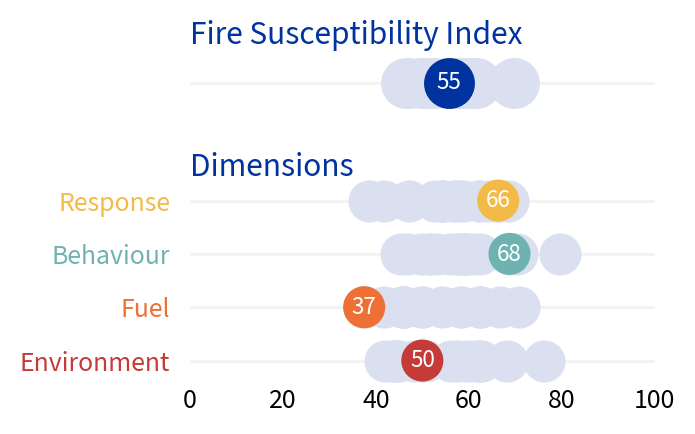 Fire Susceptibility Index
55
Dimensions
Response 66
Behaviour 68
Fuel 37
Environment 50
0 20 40 60 80 100